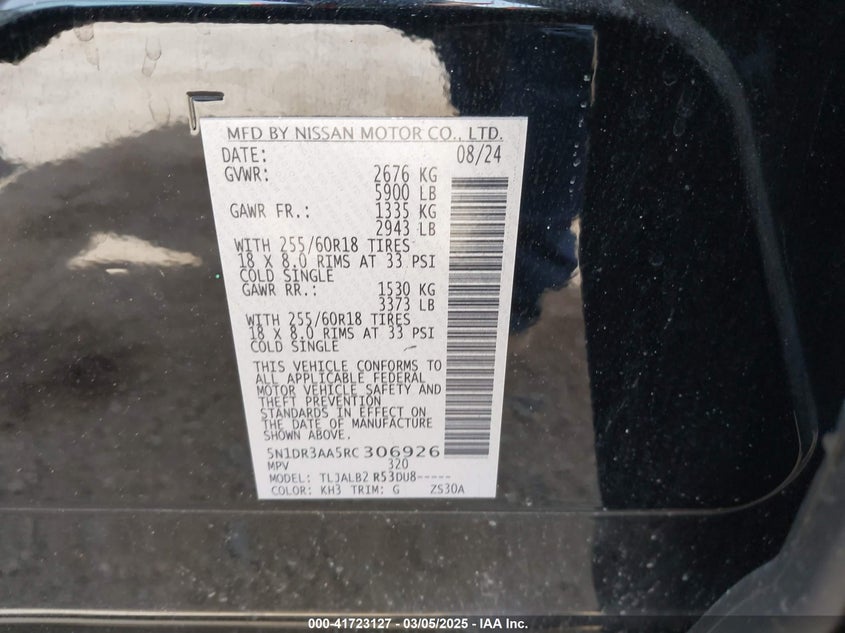 MFD BY NISSAN MOTOR CO., LTD.
DATE: 08/24
GVWR: 2676 KG
5900 LB
GAWR FR.: 1335 KG
2943 LB
WITH 255/60R18 TIRES
18 X 8.0 RIMS AT 33 PSI
COLD SINGLE
GAWR RR.: 1530 KG
3373 LB
WITH 255/60R18 TIRES
18 X 8.0 RIMS AT 33 PSI
COLD SINGLE
THIS VEHICLE CONFORMS TO
ALL APPLICABLE FEDERAL
MOTOR VEHICLE SAFETY AND
THEFT PREVENTION
STANDARDS IN EFFECT ON
THE DATE OF MANUFACTURE
SHOWN ABOVE.
5N1DR3AA5RC306926
MPV 320
MODEL: TLJALB2 R53DU8-----
COLOR: KH3 TRIM: G ZS30A
000-41723127 - 03/05/2025 - IAA Inc.